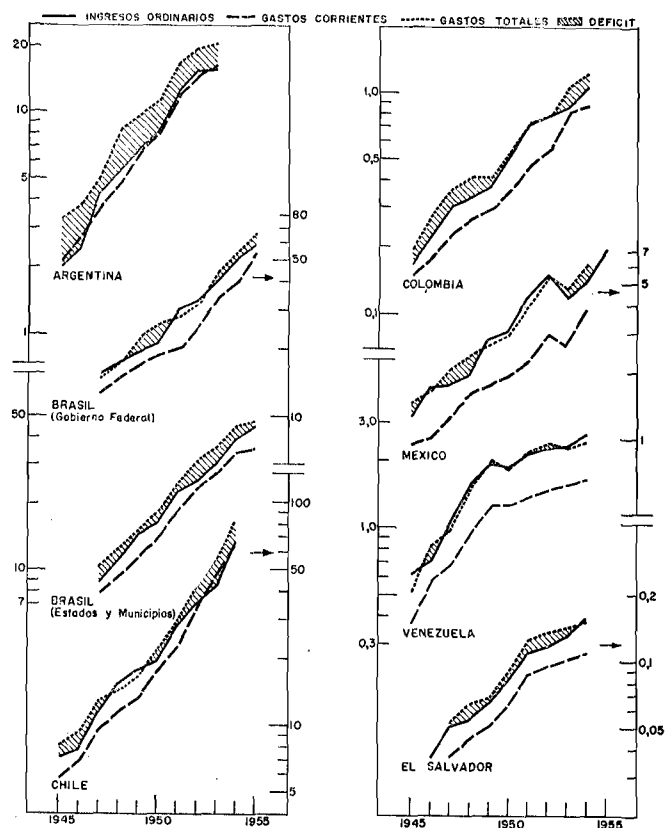 INGRESOS ORDINARIOS GASTOS CORRIENTES GASTOS TOTALES DEFICIT
20
10
5
2
1
50
10
7
ARGENTINA
80
50
10
BRASIL
(Gobierno Federal)
100
50
10
5
BRASIL
(Estados y Municipios)
CHILE
1945 1950 1955
1,0
0,5
0,1
3,0
1,0
0,3
COLOMBIA
7
5
2
1
MEXICO
VENEZUELA
0,2
0,1
0,05
EL SALVADOR
1945 1950 1955